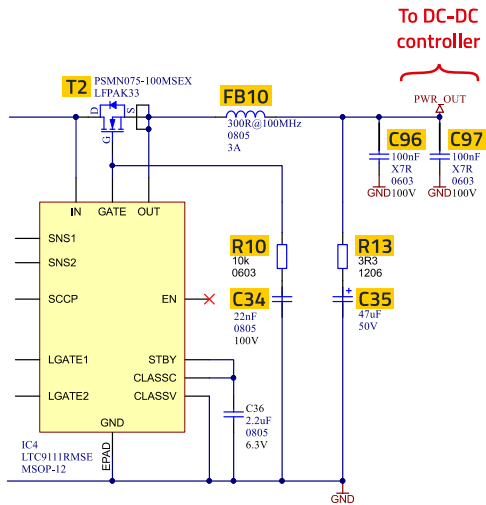 To DC-DC
controller
T2
PSMN075-100MSEX
LFPAK33
D
S
G
FB10
300R@100MHz
0805
3A
PWR_OUT
C96
100nF
X7R
0603
100V
GND
C97
100nF
X7R
0603
100V
GND
IN
GATE
OUT
SNS1
SNS2
SCCP
EN
LGATE1
LGATE2
STBY
CLASSC
CLASSV
GND
EPAD
IC4
LTC9111RMSE
MSOP-12
R10
10k
0603
C34
22nF
0805
100V
R13
3R3
1206
C35
+
47uF
50V
C36
2.2uF
0805
6.3V
GND